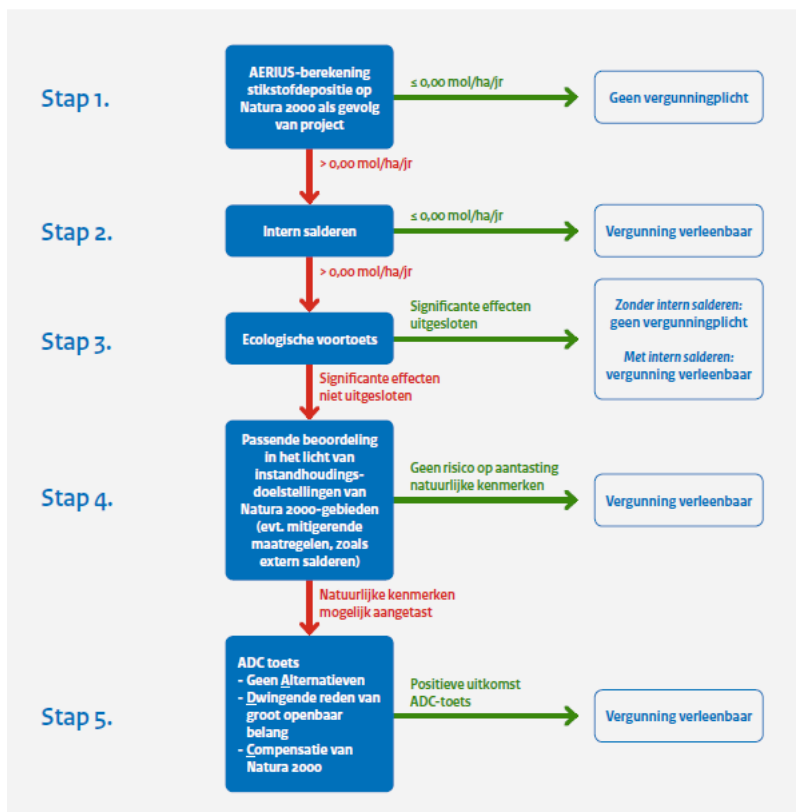 Stap 1.
AERIUS-berekening
stikstofdepositie op
Natura 2000 als gevolg
van project
≤ 0,00 mol/ha/jr
Geen vergunningplicht
> 0,00 mol/ha/jr
Stap 2.
Intern salderen
≤ 0,00 mol/ha/jr
Vergunning verleenbaar
> 0,00 mol/ha/jr
Stap 3.
Ecologische voortoets
Significante effecten
uitgesloten
Zonder intern salderen:
geen vergunningplicht
Met intern salderen:
vergunning verleenbaar
Significante effecten
niet uitgesloten
Stap 4.
Passende beoordeling
in het licht van
instandhoudings-
doelstellingen van
Natura 2000-gebieden
(evt. mitigerende
maatregelen, zoals
extern salderen)
Geen risico op aantasting
natuurlijke kenmerken
Vergunning verleenbaar
Natuurlijke kenmerken
mogelijk aangetast
Stap 5.
ADC toets
- Geen Alternatieven
- Dwingende reden van
groot openbaar
belang
- Compensatie van
Natura 2000
Positieve uitkomst
ADC-toets
Vergunning verleenbaar